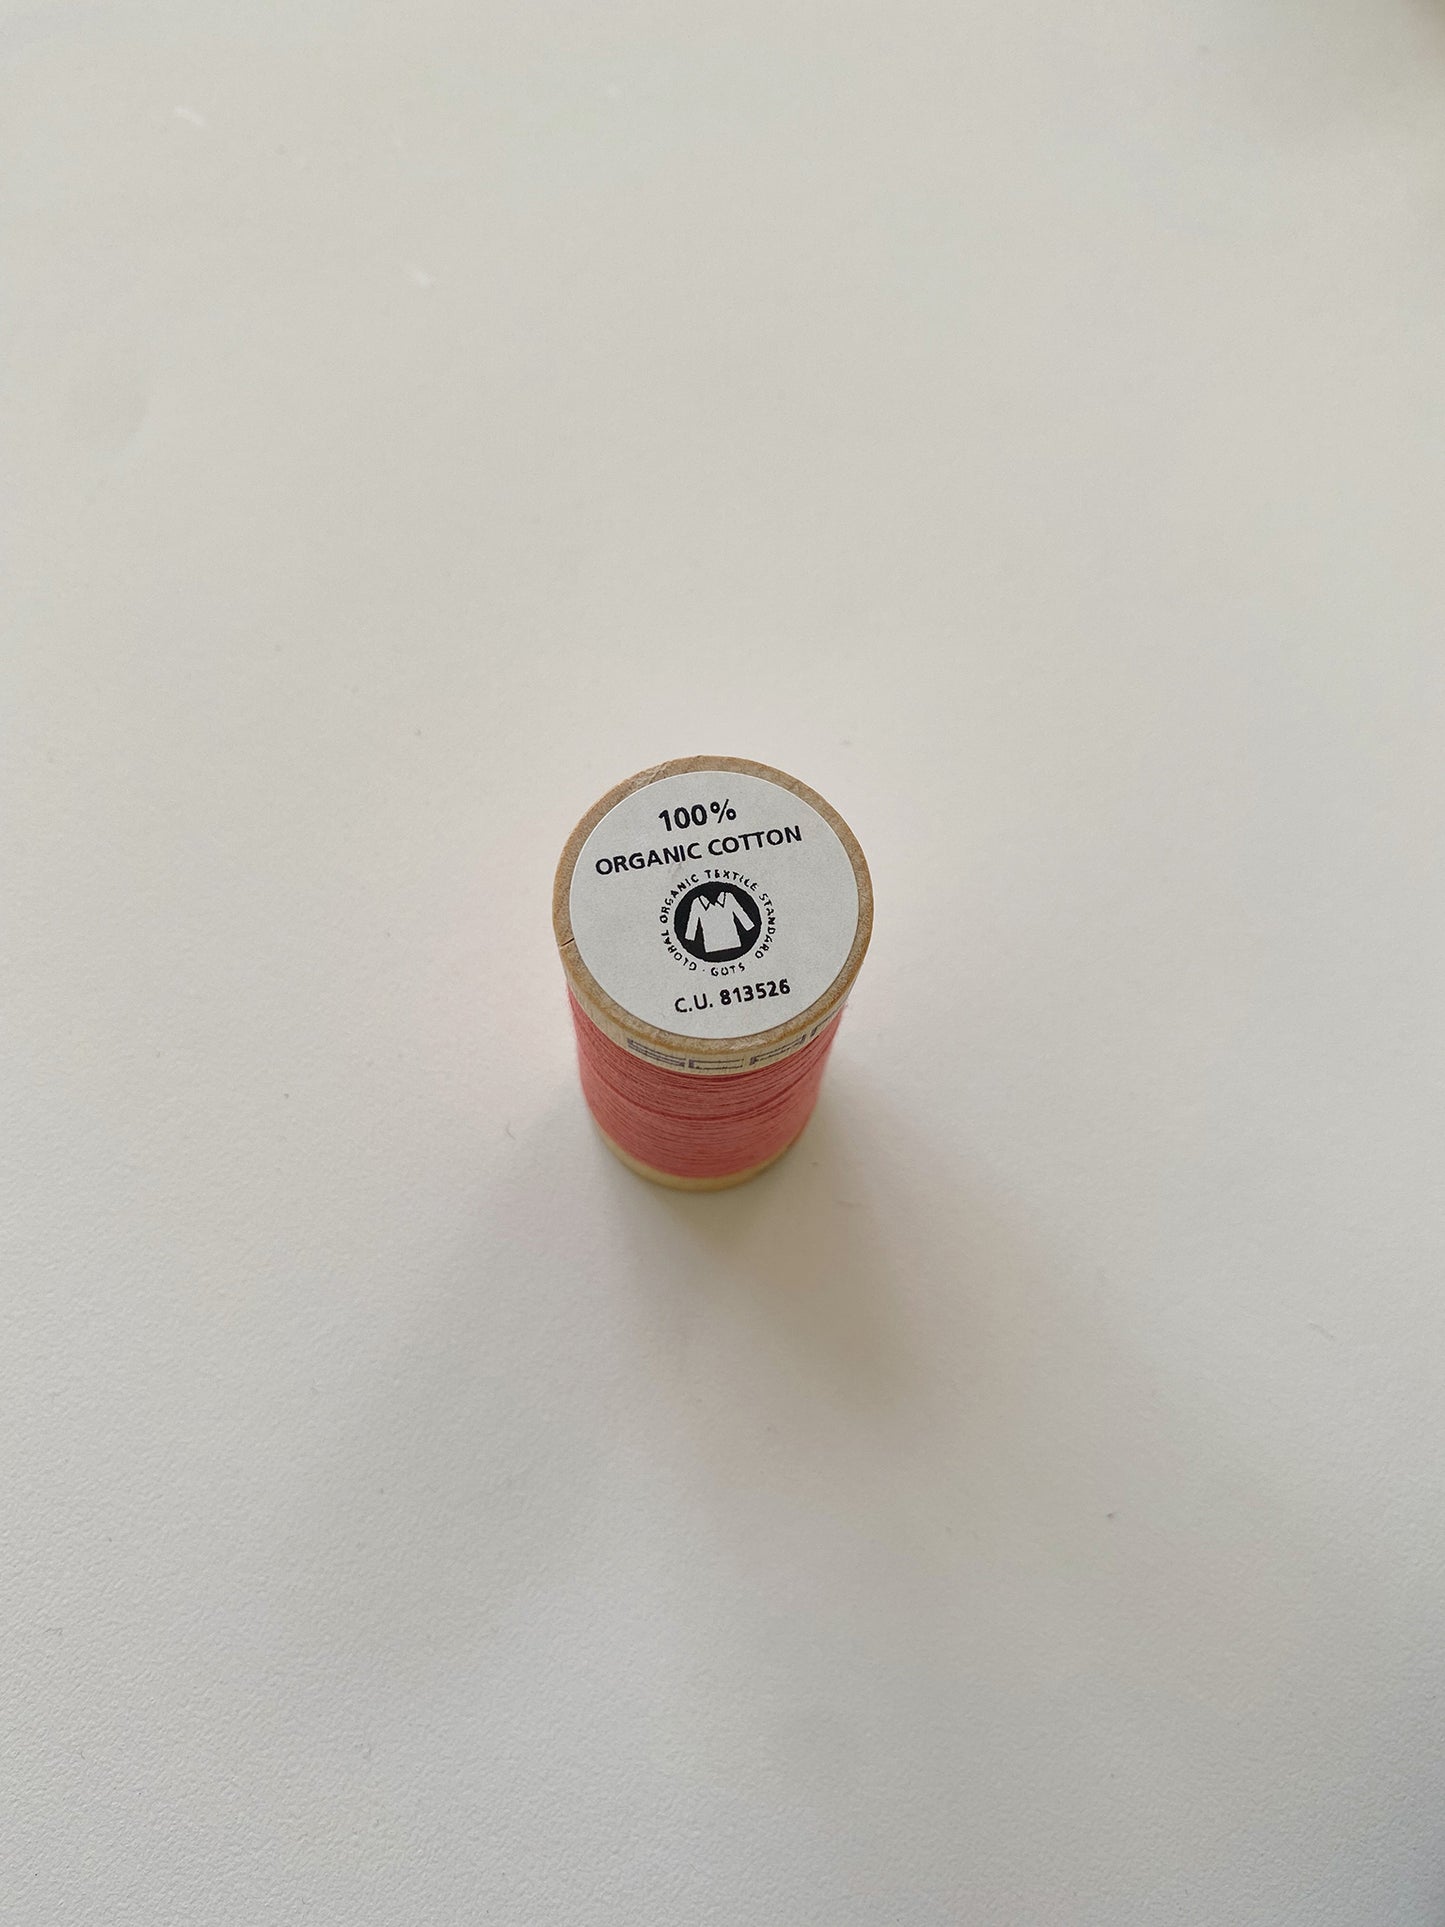 100%
ORGANIC COTTON
GLOBAL ORGANIC TEXTILE STANDARD · GOTS ·
C.U. 813526